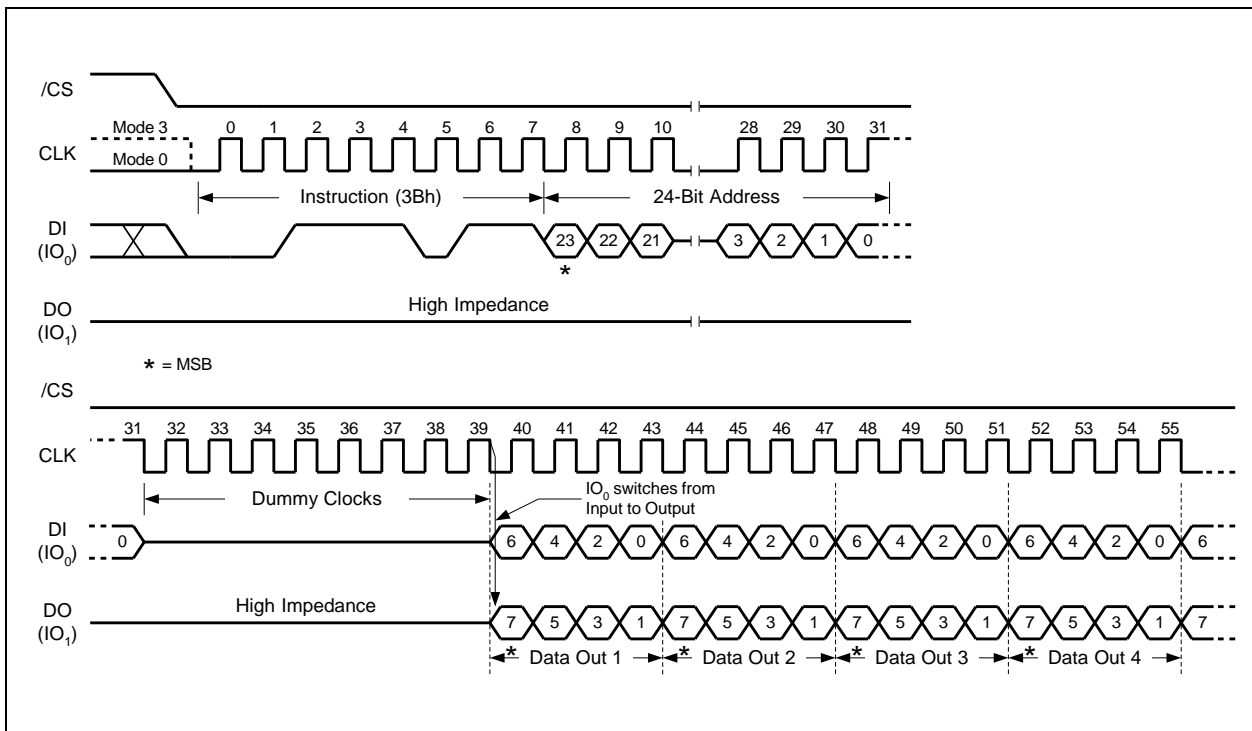 /CS
Mode 3 0 1 2 3 4 5 6 7 8 9 10 28 29 30 31
CLK
Mode 0
Instruction (3Bh) 24-Bit Address
DI
(IO₀)
23 22 21 3 2 1 0
*
DO
(IO₁)
High Impedance
* = MSB
/CS
31 32 33 34 35 36 37 38 39 40 41 42 43 44 45 46 47 48 49 50 51 52 53 54 55
CLK
Dummy Clocks
IO₀ switches from
Input to Output
DI
(IO₀)
0 6 4 2 0 6 4 2 0 6 4 2 0 6 4 2 0 6
DO
(IO₁)
High Impedance
7 5 3 1 7 5 3 1 7 5 3 1 7 5 3 1 7
* Data Out 1 * Data Out 2 * Data Out 3 * Data Out 4